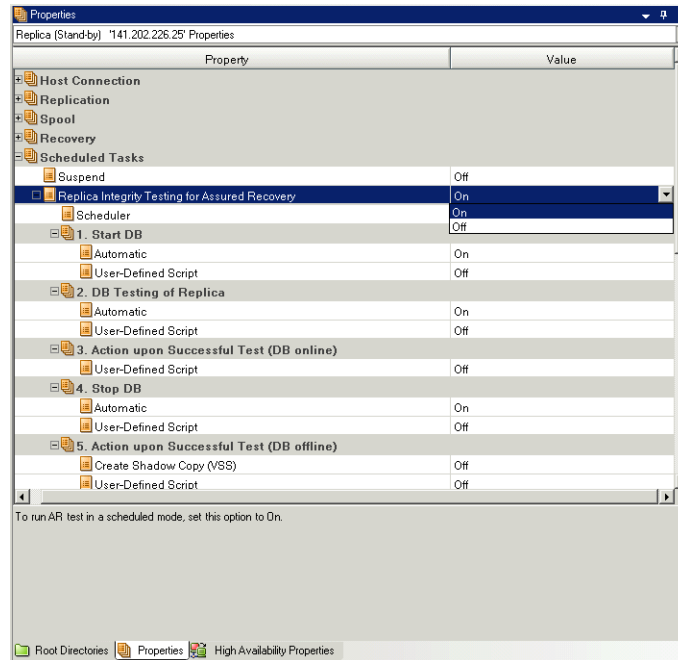 Properties
Replica (Stand-by) '141.202.226.25' Properties
Property Value
Host Connection
Replication
Spool
Recovery
Scheduled Tasks
Suspend Off
Replica Integrity Testing for Assured Recovery On
Scheduler On
Off
1. Start DB
Automatic On
User-Defined Script Off
2. DB Testing of Replica
Automatic On
User-Defined Script Off
3. Action upon Successful Test (DB online)
User-Defined Script Off
4. Stop DB
Automatic On
User-Defined Script Off
5. Action upon Successful Test (DB offline)
Create Shadow Copy (VSS) Off
User-Defined Script Off
To run AR test in a scheduled mode, set this option to On.
Root Directories Properties High Availability Properties